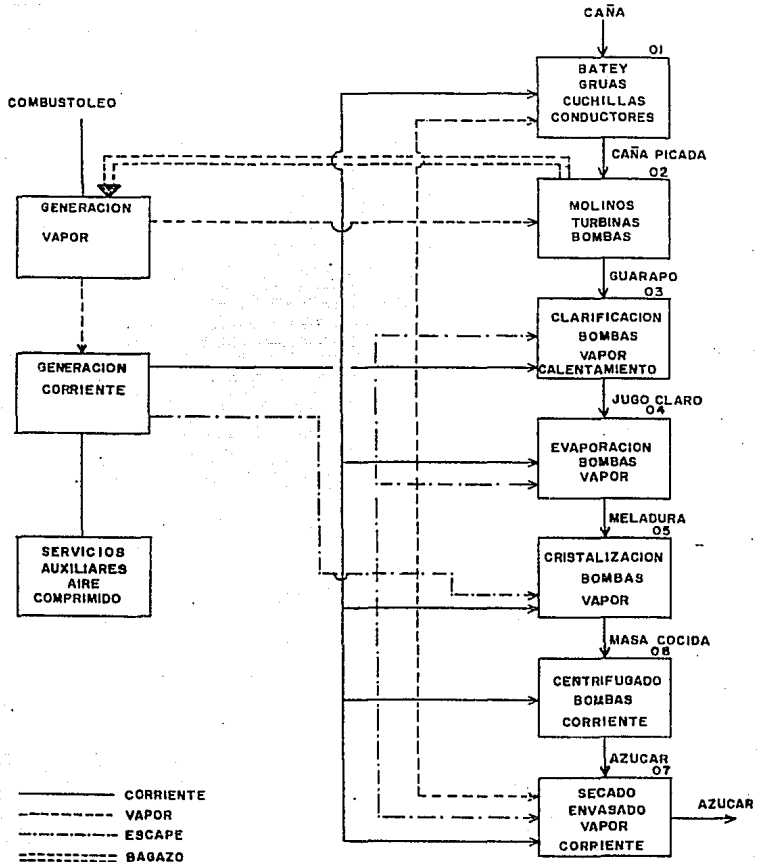 CAÑA
01
BATEY
GRUAS
CUCHILLAS
CONDUCTORES
COMBUSTOLEO
CAÑA PICADA
02
GENERACION
VAPOR
MOLINOS
TURBINAS
BOMBAS
GUARAPO
03
CLARIFICACION
BOMBAS
VAPOR
CALENTAMIENTO
GENERACION
CORRIENTE
JUGO CLARO
04
EVAPORACION
BOMBAS
VAPOR
MELADURA
05
SERVICIOS
AUXILIARES
AIRE
COMPRIMIDO
CRISTALIZACION
BOMBAS
VAPOR
MASA COCIDA
06
CENTRIFUGADO
BOMBAS
CORRIENTE
AZUCAR
07
SECADO
ENVASADO
VAPOR
CORRIENTE
AZUCAR
CORRIENTE
VAPOR
ESCAPE
BAGAZO